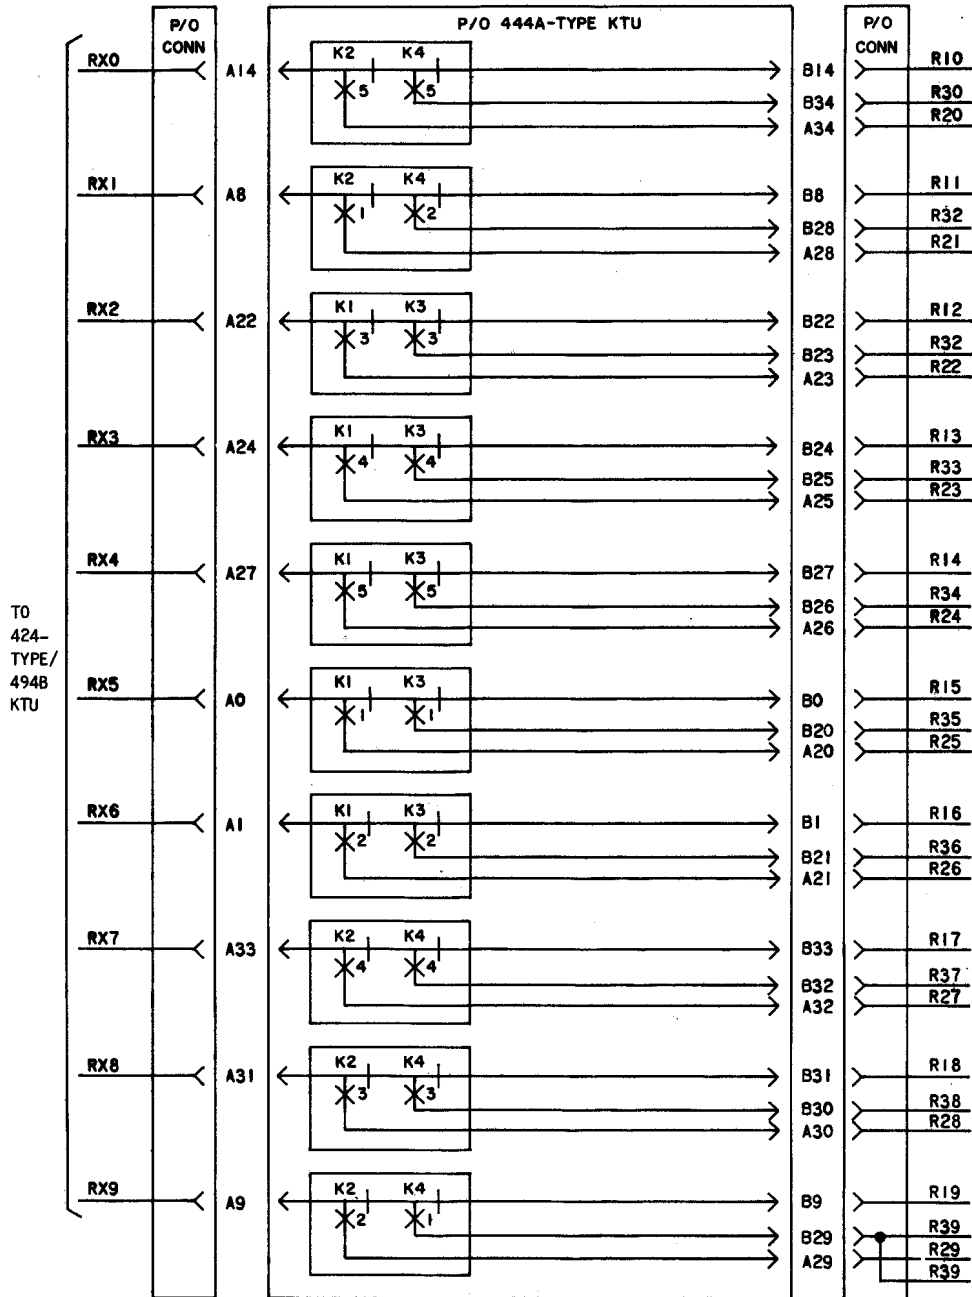 P/O CONN
P/O 444A-TYPE KTU
P/O CONN
TO
424-
TYPE/
494B
KTU
RX0 A14 K2 K4 B14 R10
5 5 B34 R30
A34 R20
RX1 A8 K2 K4 B8 R11
1 2 B28 R32
A28 R21
RX2 A22 K1 K3 B22 R12
3 3 B23 R32
A23 R22
RX3 A24 K1 K3 B24 R13
4 4 B25 R33
A25 R23
RX4 A27 K1 K3 B27 R14
5 5 B26 R34
A26 R24
RX5 A0 K1 K3 B0 R15
1 1 B20 R35
A20 R25
RX6 A1 K1 K3 B1 R16
2 2 B21 R36
A21 R26
RX7 A33 K2 K4 B33 R17
4 4 B32 R37
A32 R27
RX8 A31 K2 K4 B31 R18
3 3 B30 R38
A30 R28
RX9 A9 K2 K4 B9 R19
2 1 B29 R39
A29 R29
R39